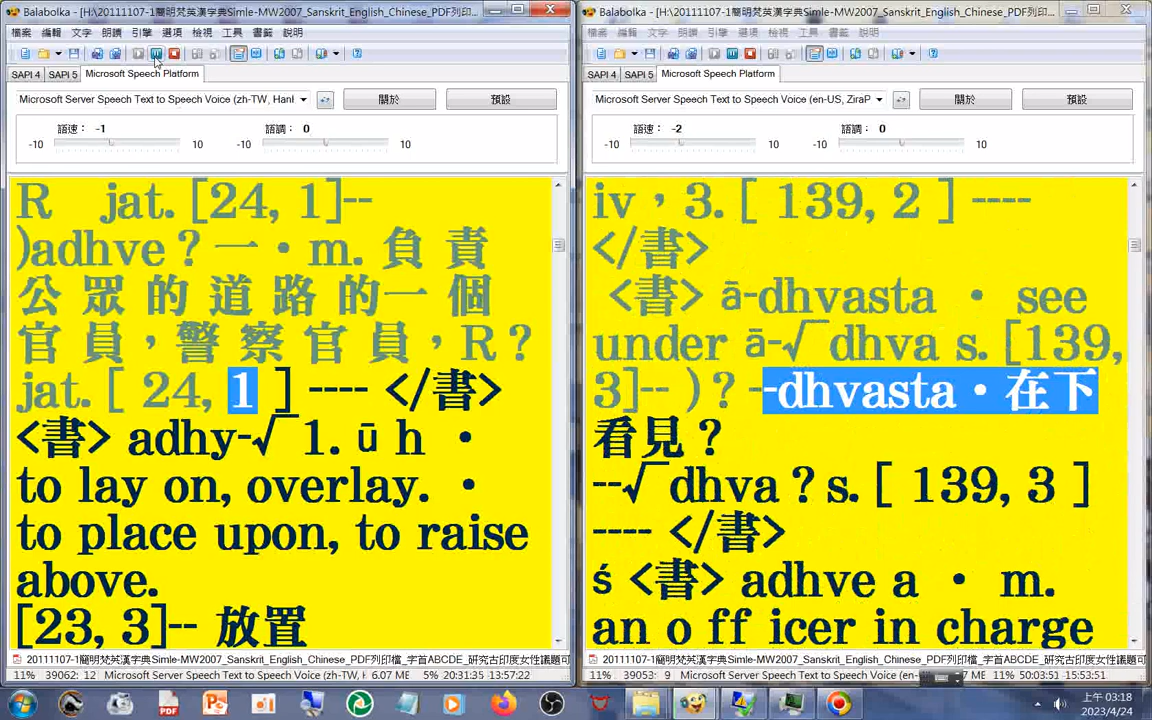 Balabolka - [H:\20111107-1簡明梵英漢字典Simle-MW2007_Sanskrit_English_Chinese_PDF列印...
檔案 編輯 文字 朗讀 引擎 選項 檢視 工具 書籤 說明
SAPI 4 SAPI 5 Microsoft Speech Platform
Microsoft Server Speech Text to Speech Voice (zh-TW, HanI 關於 預設
語速： -1 語調： 0
-10 10 -10 10
R jat. [24, 1]--
)adhve？一・m. 負責
公眾的道路的一個
官員，警察官員，R？
jat. [ 24, 1 ] ---- </書>
<書> adhy-√ 1. ū h •
to lay on, overlay. •
to place upon, to raise
above.
[23, 3]-- 放置
20111107-1簡明梵英漢字典Simle-MW2007_Sanskrit_English_Chinese_PDF列印檔_字首ABCDE_研究古印度女性議題可
11% 39062: 12 Microsoft Server Speech Text to Speech Voice (zh-TW, H 6.07 ME 5% 20:31:35 13:57:22
Balabolka - [H:\20111107-1簡明梵英漢字典Simle-MW2007_Sanskrit_English_Chinese_PDF列印...
檔案 編輯 文字 朗讀 引擎 選項 檢視 工具 書籤 說明
SAPI 4 SAPI 5 Microsoft Speech Platform
Microsoft Server Speech Text to Speech Voice (en-US, ZiraP 關於 預設
語速： -2 語調： 0
-10 10 -10 10
iv，3. [ 139, 2 ] ----
</書>
<書> ā-dhvasta • see
under ā-√ dhva s. [139,
3]-- )？--dhvasta・在下
看見？
--√ dhva？s. [ 139, 3 ]
---- </書>
ś <書> adhve a • m.
an o ff icer in charge
20111107-1簡明梵英漢字典Simle-MW2007_Sanskrit_English_Chinese_PDF列印檔_字首ABCDE_研究古印度女性議題可
11% 39053: 9 Microsoft Server Speech Text to Speech Voice (en-US, 7 ME 11% 50:03:51 15:53:51
上午 03:18
2023/4/24